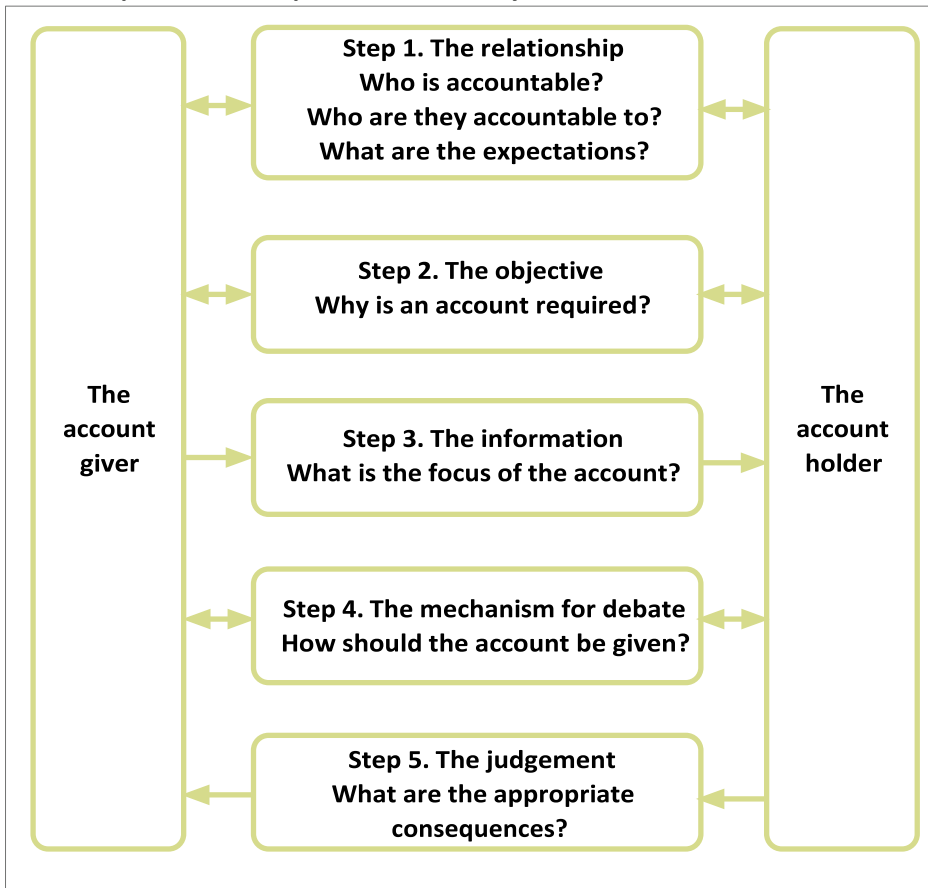 Step 1. The relationship
Who is accountable?
Who are they accountable to?
What are the expectations?
Step 2. The objective
Why is an account required?
The
account
giver
Step 3. The information
What is the focus of the account?
The
account
holder
Step 4. The mechanism for debate
How should the account be given?
Step 5. The judgement
What are the appropriate
consequences?